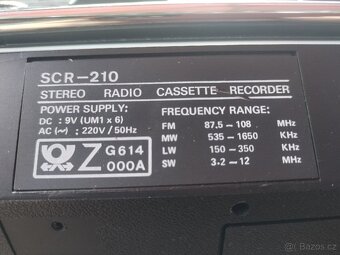 SCR-210
STEREO RADIO CASSETTE RECORDER
POWER SUPPLY:
DC : 9V (UM1 x 6)
AC (~) : 220V / 50Hz
Z G614
000A
FREQUENCY RANGE:
FM 87.5 – 108 MHz
MW 535 – 1650 KHz
LW 150 – 350 KHz
SW 3.2 – 12 MHz
sbazar.cz